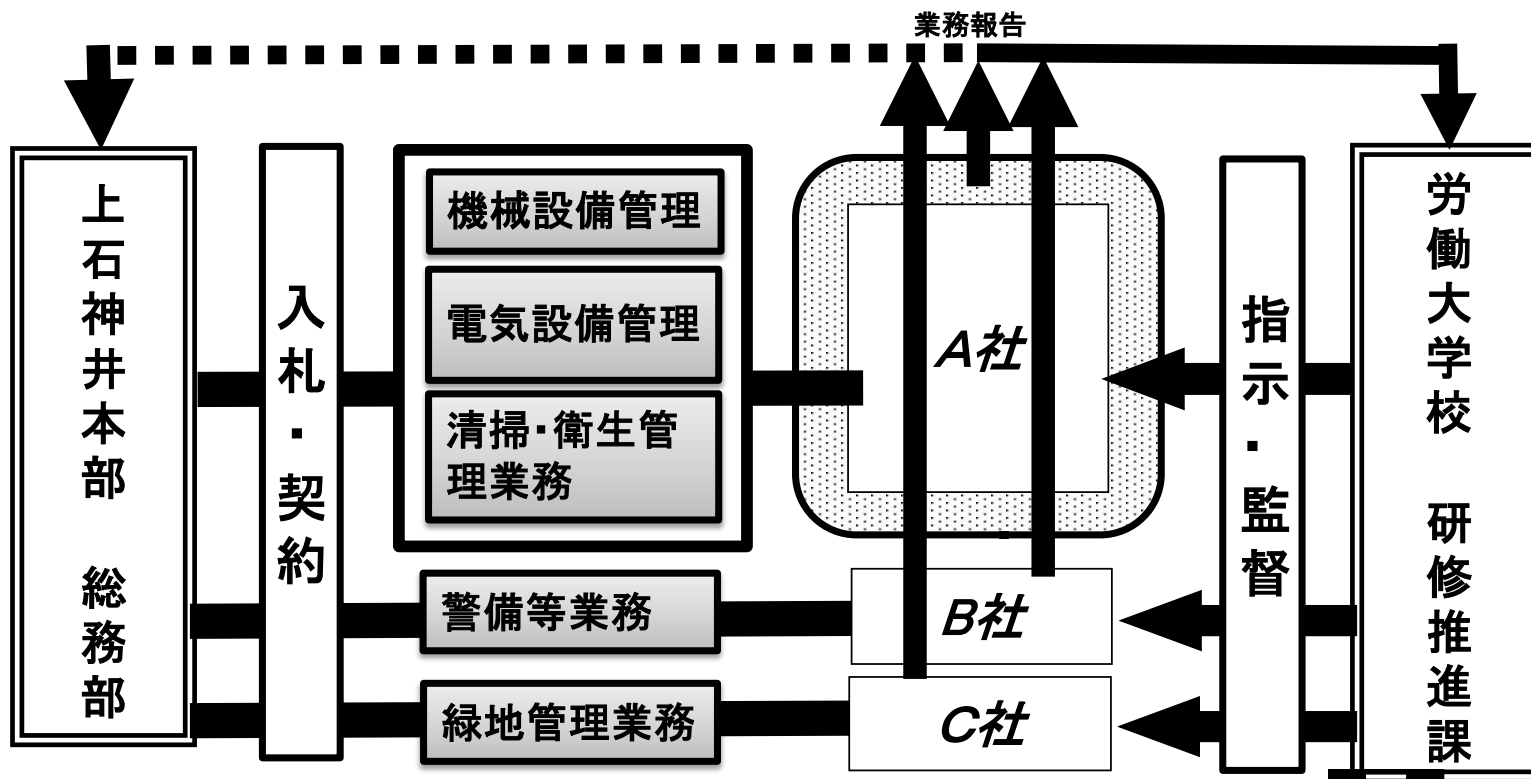 業務報告
上石神井本部 総務部
入札・契約
機械設備管理
電気設備管理
清掃・衛生管
理業務
警備等業務
緑地管理業務
A社
B社
C社
指示・監督
労働大学校 研修推進課